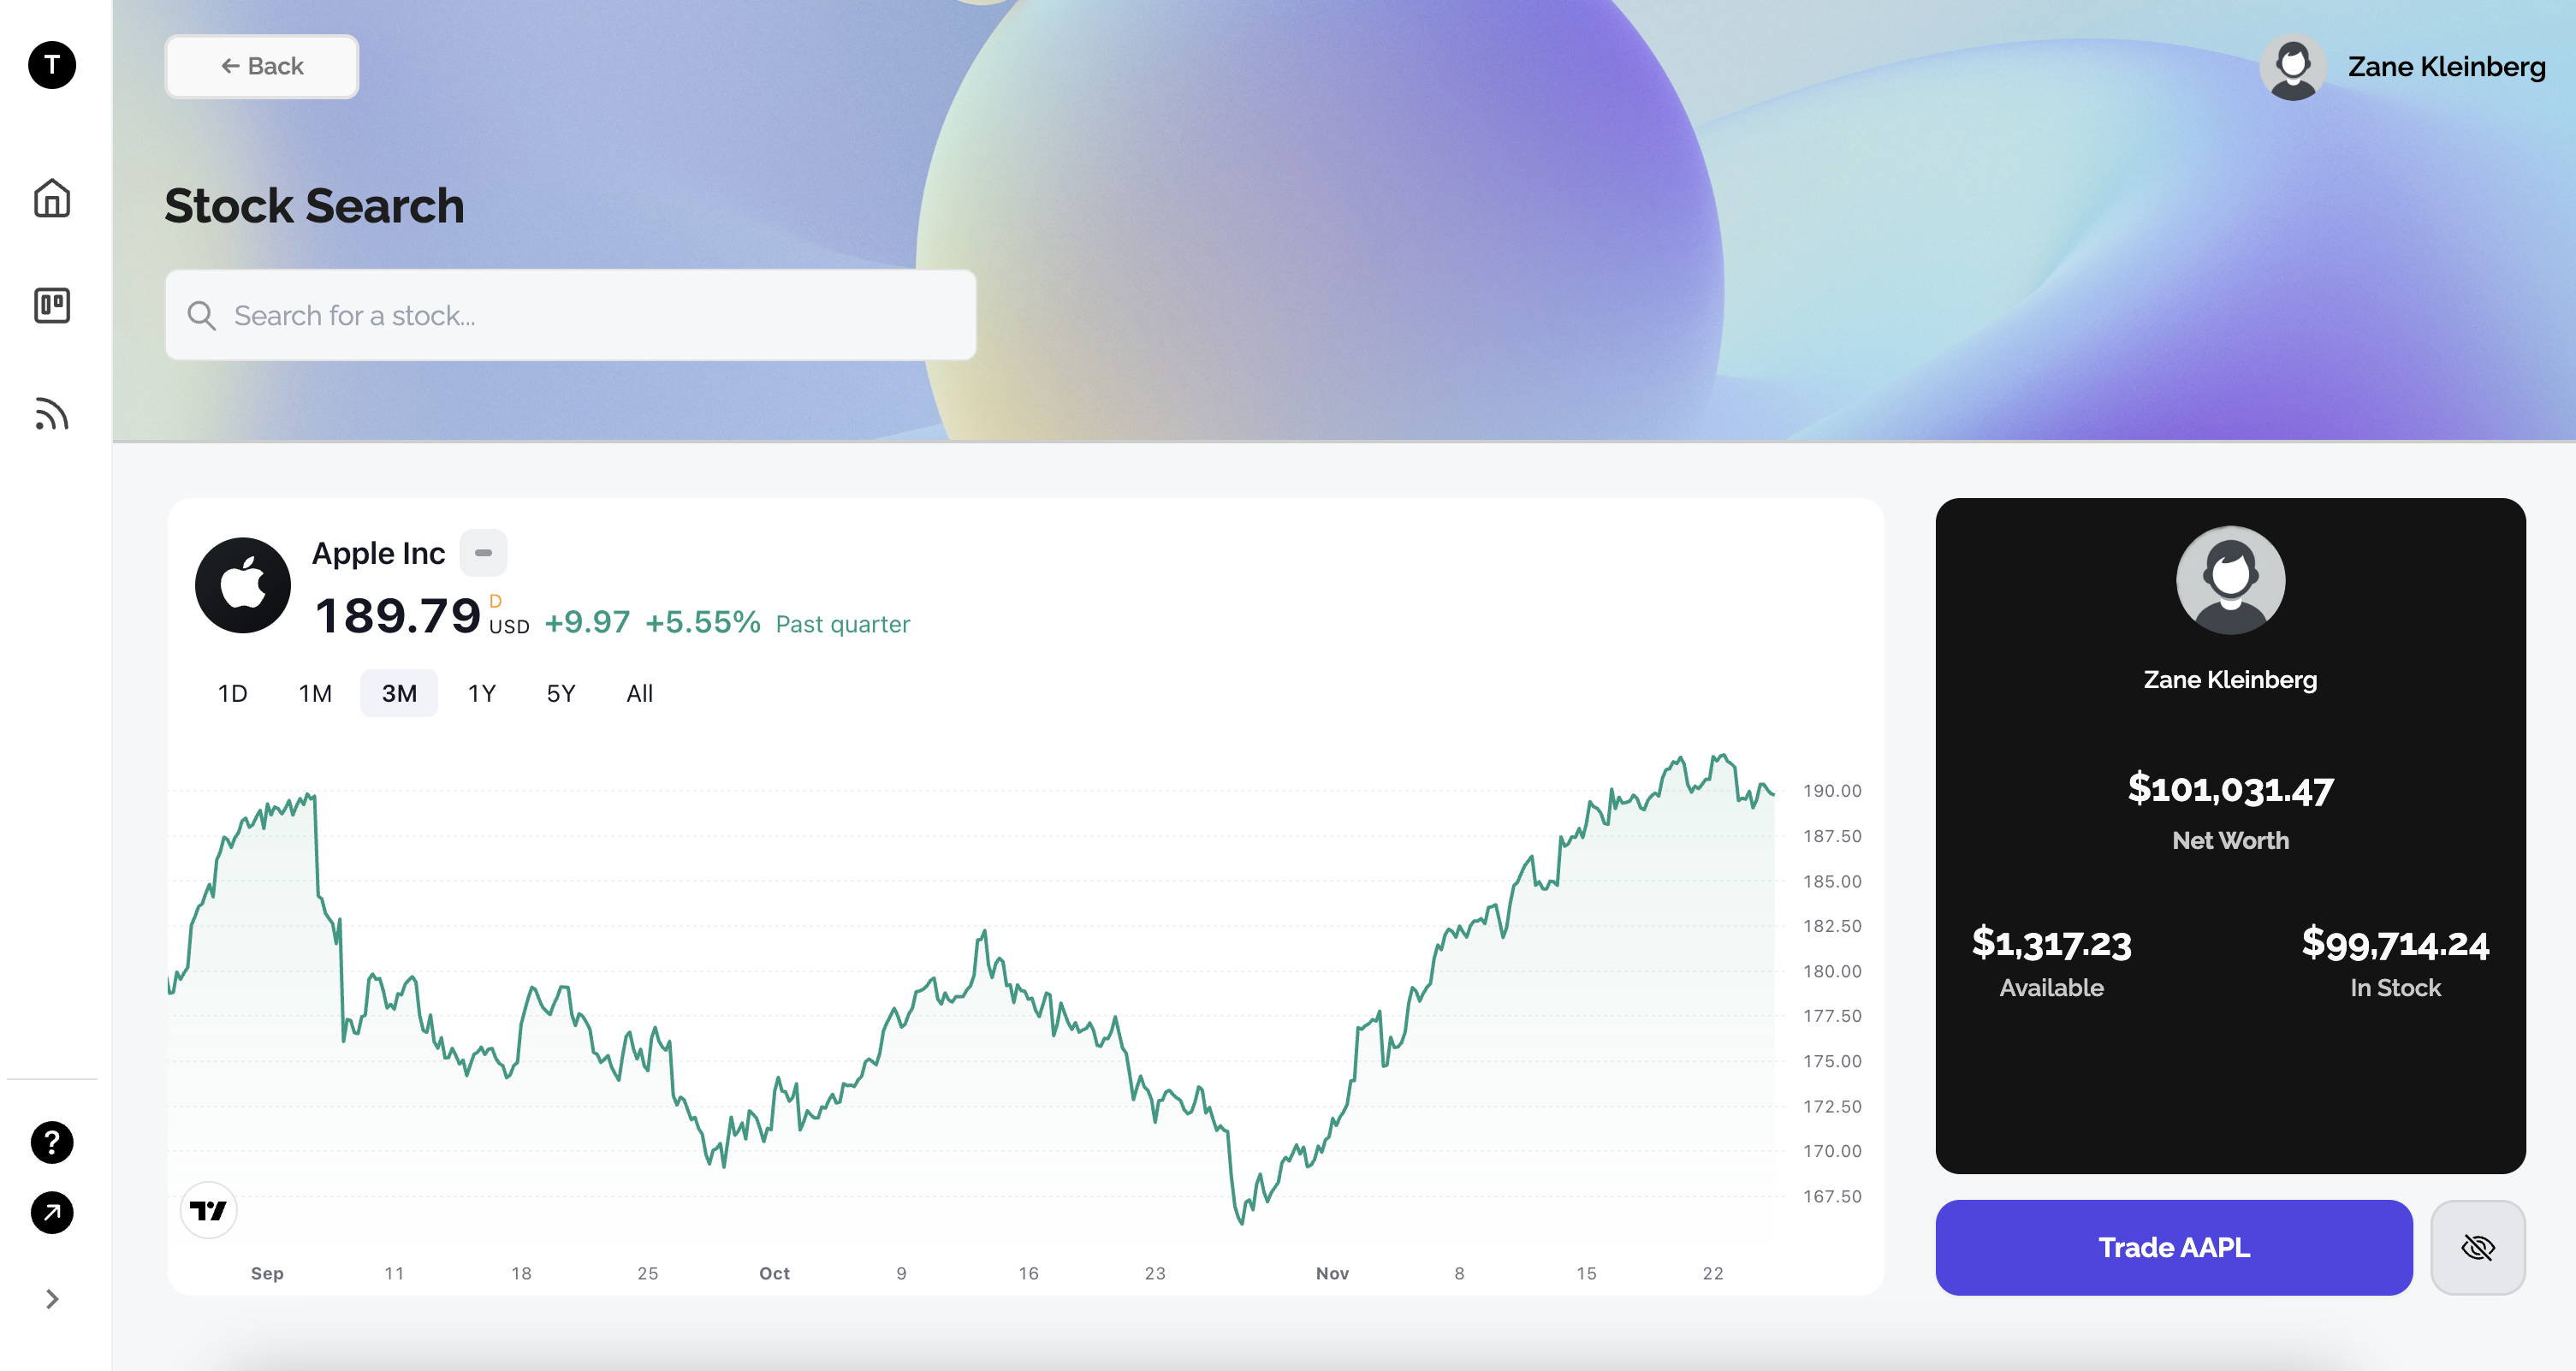 T
← Back
Zane Kleinberg
Stock Search
Search for a stock...
Apple Inc
189.79 D USD +9.97 +5.55% Past quarter
1D 1M 3M 1Y 5Y All
190.00
187.50
185.00
182.50
180.00
177.50
175.00
172.50
170.00
167.50
Sep 11 18 25 Oct 9 16 23 Nov 8 15 22
Zane Kleinberg
$101,031.47
Net Worth
$1,317.23 $99,714.24
Available In Stock
Trade AAPL
?